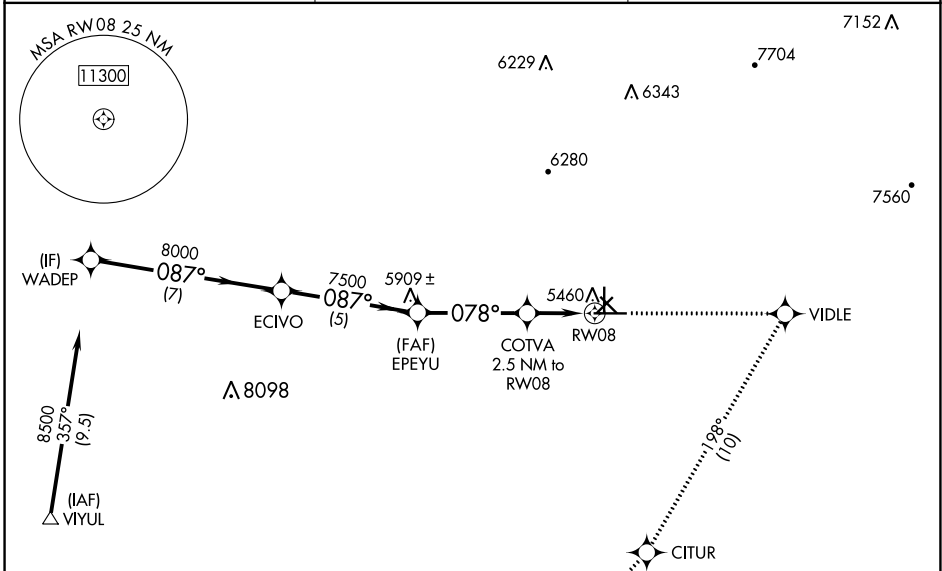 MSA RW08 25 NM
11300
7152
7704
6229
6343
6280
7560
(IF)
WADEP
8000
087°
(7)
ECIVO
7500
087°
(5)
5909 ±
(FAF)
EPEYU
078°
COTVA
2.5 NM to
RW08
5460
RW08
VIDLE
8098
8500
357°
(9.5)
(IAF)
VIYUL
198°
(10)
CITUR